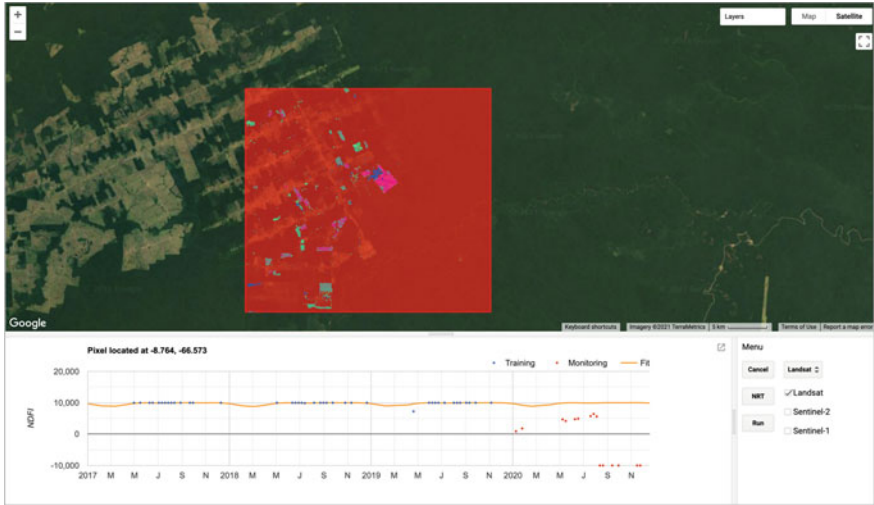 +
−
Layers
Map Satellite
Google
Keyboard shortcuts Imagery ©2021 TerraMetrics 5 km Terms of Use Report a map error
Pixel located at -8.764, -66.573
Training Monitoring Fit
20,000
10,000
0
-10,000
NDFI
2017 M M J S N 2018 M M J S N 2019 M M J S N 2020 M M J S N
Menu
Cancel Landsat
NRT Landsat
Sentinel-2
Run Sentinel-1